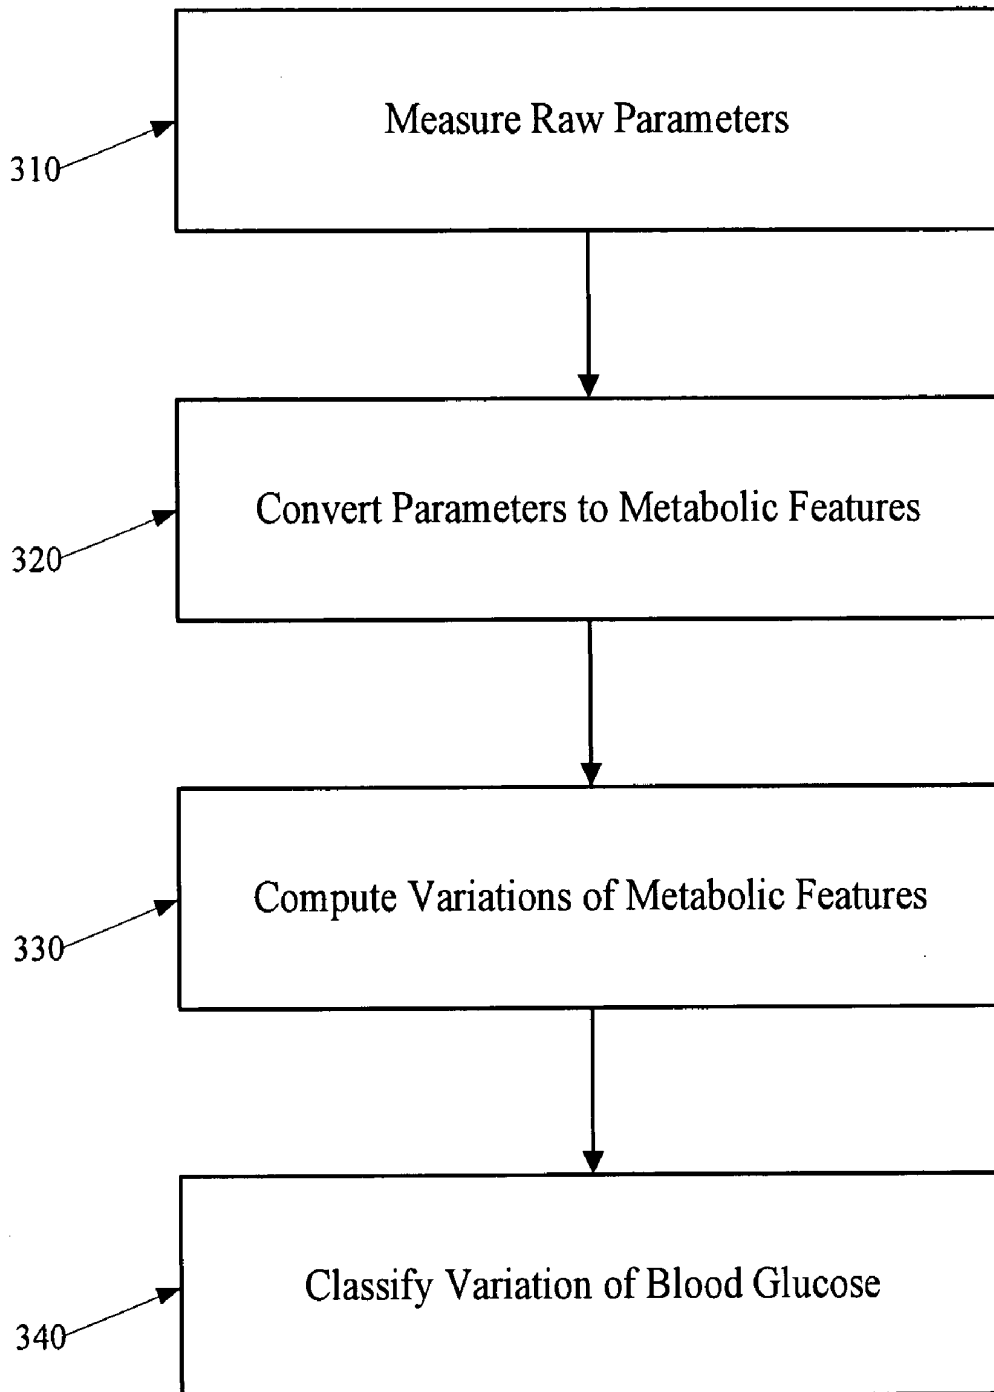 Measure Raw Parameters
310
Convert Parameters to Metabolic Features
320
Compute Variations of Metabolic Features
330
Classify Variation of Blood Glucose
340